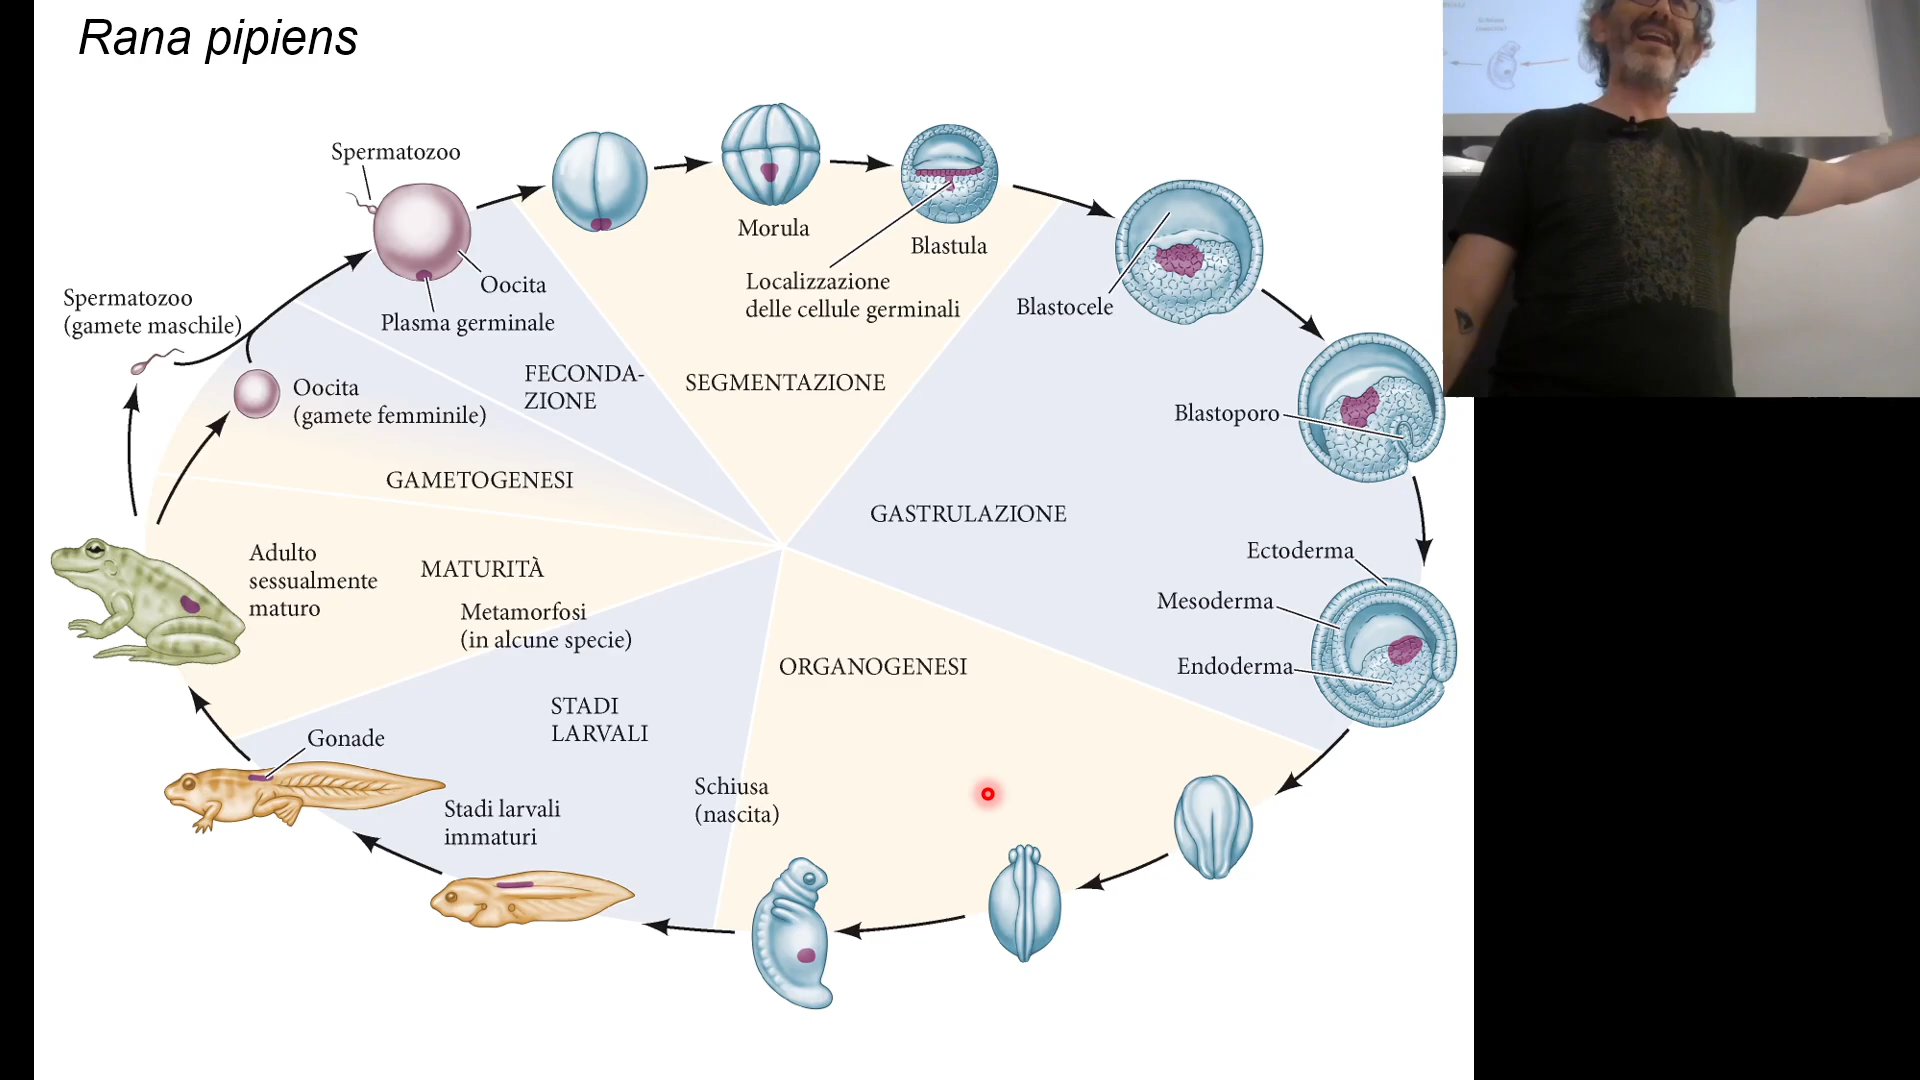 Rana pipiens
Spermatozoo
Oocita
Plasma germinale
Spermatozoo
(gamete maschile)
Oocita
(gamete femminile)
FECONDA-
ZIONE
Morula
Blastula
Localizzazione
delle cellule germinali
SEGMENTAZIONE
Blastocele
Blastoporo
GASTRULAZIONE
Ectoderma
Mesoderma
Endoderma
GAMETOGENESI
Adulto
sessualmente
maturo
MATURITÀ
Metamorfosi
(in alcune specie)
ORGANOGENESI
STADI
LARVALI
Gonade
Stadi larvali
immaturi
Schiusa
(nascita)